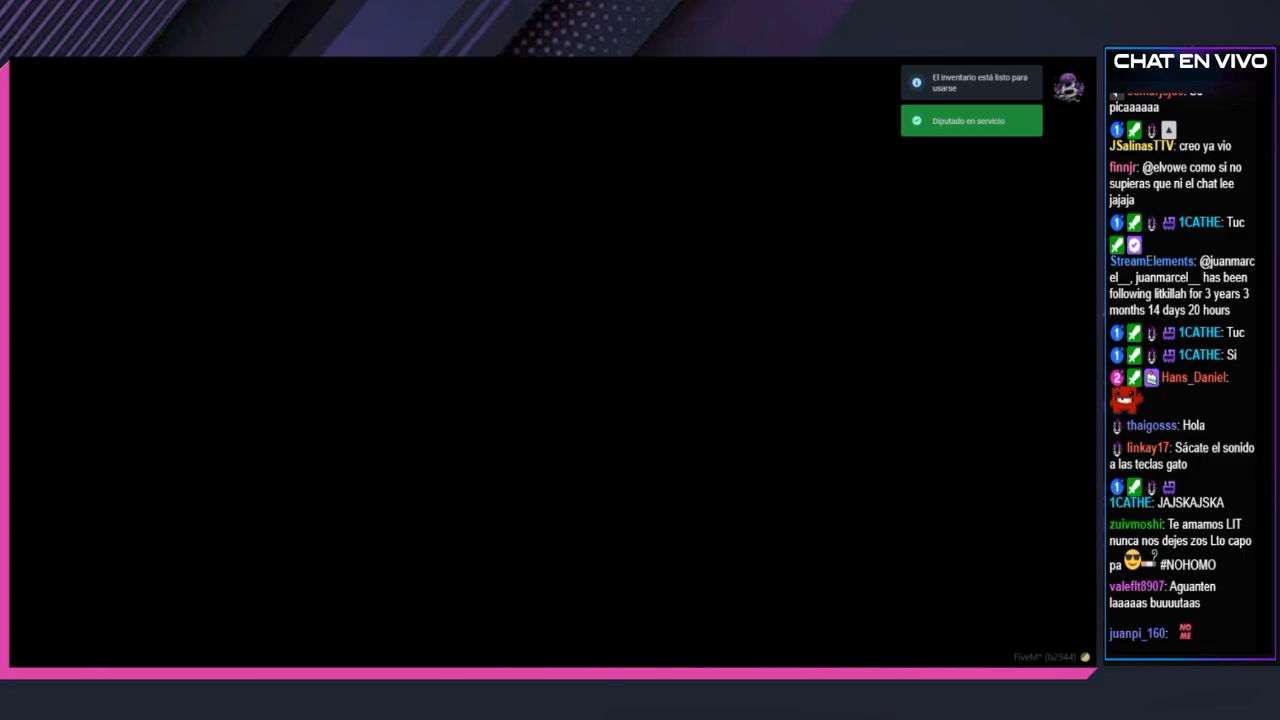 El inventario está listo para
usarse
Diputado en servicio
FiveM* (b2944)
CHAT EN VIVO
picaaaaaa
JSalinasTTV: creo ya vio
finnjr: @elvowe como si no
supieras que ni el chat lee
jajaja
1CATHE: Tuc
StreamElements: @juanmarc
el__, juanmarcel__ has been
following litkillah for 3 years 3
months 14 days 20 hours
1CATHE: Tuc
1CATHE: Si
Hans_Daniel:
thaigosss: Hola
linkay17: Sácate el sonido
a las teclas gato
1CATHE: JAJSKAJSKA
zuivmoshi: Te amamos LIT
nunca nos dejes zos Lto capo
pa #NOHOMO
valeflt8907: Aguanten
laaaaas buuuutaas
juanpi_160: NO
ME